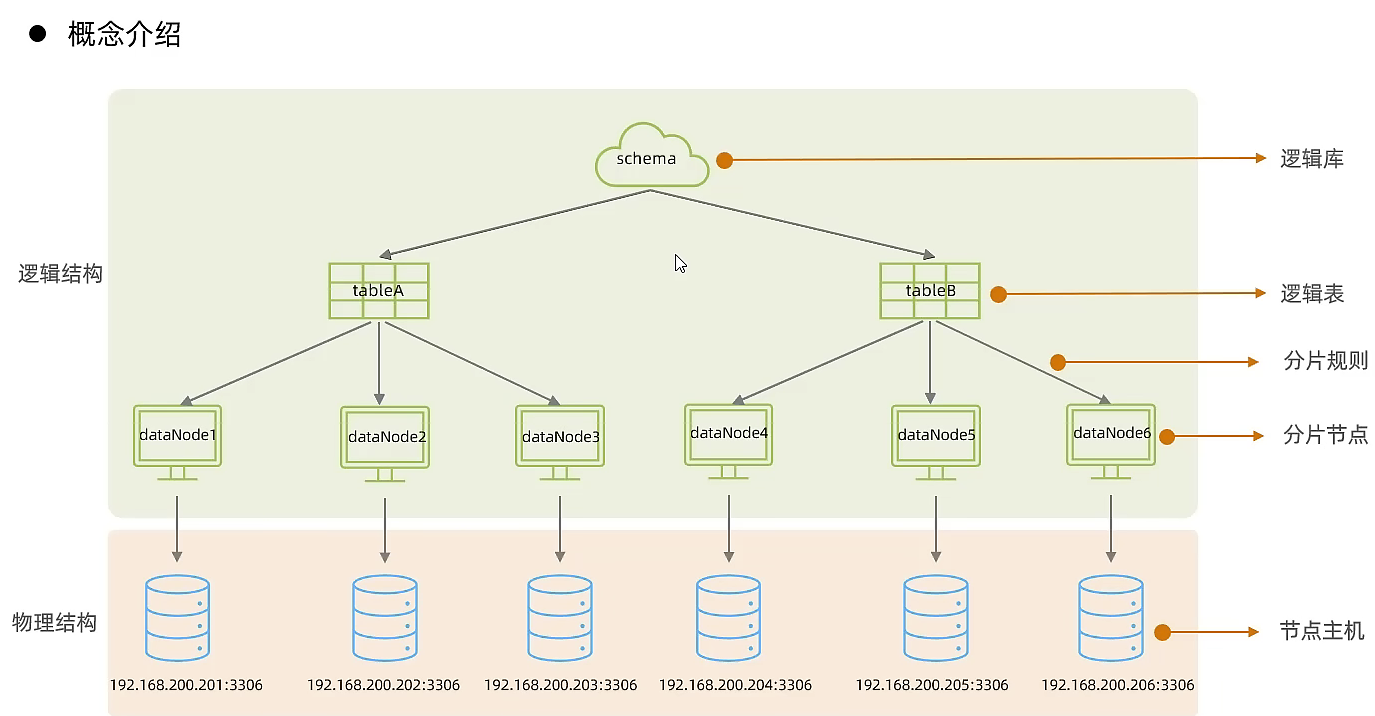 概念介绍
schema
逻辑库
逻辑结构
tableA
tableB
逻辑表
分片规则
dataNode1
dataNode2
dataNode3
dataNode4
dataNode5
dataNode6
分片节点
物理结构
节点主机
192.168.200.201:3306
192.168.200.202:3306
192.168.200.203:3306
192.168.200.204:3306
192.168.200.205:3306
192.168.200.206:3306